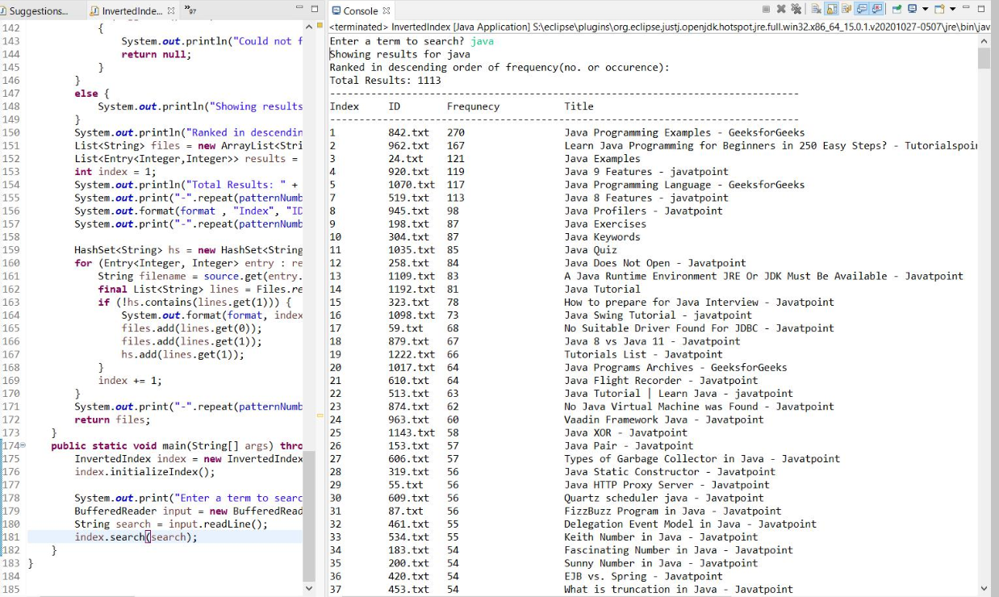 Suggestions...
InvertedInde...
»97
142 {
143 System.out.println("Could not f
144 return null;
145 }
146 }
147 else {
148 System.out.println("Showing results
149 }
150 System.out.println("Ranked in descendin
151 List<String> files = new ArrayList<Stri
152 List<Entry<Integer,Integer>> results =
153 int index = 1;
154 System.out.println("Total Results: " +
155 System.out.print("-".repeat(patternNumb
156 System.out.format(format , "Index", "ID
157 System.out.print("-".repeat(patternNumb
158
159 HashSet<String> hs = new HashSet<String
160 for (Entry<Integer, Integer> entry : re
161 String filename = source.get(entry.
162 final List<String> lines = Files.re
163 if (!hs.contains(lines.get(1))) {
164 System.out.format(format, index
165 files.add(lines.get(0));
166 files.add(lines.get(1));
167 hs.add(lines.get(1));
168 }
169 index += 1;
170 }
171 System.out.print("-".repeat(patternNumb
172 return files;
173 }
174 public static void main(String[] args) thro
175 InvertedIndex index = new InvertedIndex
176 index.initializeIndex();
177
178 System.out.print("Enter a term to searc
179 BufferedReader input = new BufferedRead
180 String search = input.readLine();
181 index.search(search);
182 }
183 }
184
185
Console
<terminated> InvertedIndex [Java Application] S:\eclipse\plugins\org.eclipse.justj.openjdk.hotspot.jre.full.win32.x86_64_15.0.1.v20201027-0507\jre\bin\jav
Enter a term to search? java
Showing results for java
Ranked in descending order of frequency(no. or occurence):
Total Results: 1113
--------------------------------------------------------------------------------
Index ID Frequnecy Title
--------------------------------------------------------------------------------
1 842.txt 270 Java Programming Examples - GeeksforGeeks
2 962.txt 167 Learn Java Programming for Beginners in 250 Easy Steps? - Tutorialspoin
3 24.txt 121 Java Examples
4 920.txt 119 Java 9 Features - javatpoint
5 1070.txt 117 Java Programming Language - GeeksforGeeks
7 519.txt 113 Java 8 Features - javatpoint
8 945.txt 98 Java Profilers - Javatpoint
9 198.txt 87 Java Exercises
10 304.txt 87 Java Keywords
11 1035.txt 85 Java Quiz
12 258.txt 84 Java Does Not Open - Javatpoint
13 1109.txt 83 A Java Runtime Environment JRE Or JDK Must Be Available - Javatpoint
14 1192.txt 81 Java Tutorial
15 323.txt 78 How to prepare for Java Interview - Javatpoint
16 1098.txt 73 Java Swing Tutorial - javatpoint
17 59.txt 68 No Suitable Driver Found For JDBC - Javatpoint
18 879.txt 67 Java 8 vs Java 11 - Javatpoint
19 1222.txt 66 Tutorials List - Javatpoint
20 1017.txt 64 Java Programs Archives - GeeksforGeeks
21 610.txt 64 Java Flight Recorder - Javatpoint
22 513.txt 63 Java Tutorial | Learn Java - javatpoint
23 874.txt 62 No Java Virtual Machine was Found - Javatpoint
24 963.txt 60 Vaadin Framework Java - Javatpoint
25 1143.txt 58 Java XOR - Javatpoint
26 153.txt 57 Java Pair - Javatpoint
27 606.txt 57 Types of Garbage Collector in Java - Javatpoint
28 319.txt 56 Java Static Constructor - Javatpoint
29 55.txt 56 Java HTTP Proxy Server - Javatpoint
30 609.txt 56 Quartz scheduler java - Javatpoint
31 87.txt 56 FizzBuzz Program in Java - Javatpoint
32 461.txt 55 Delegation Event Model in Java - Javatpoint
33 534.txt 55 Keith Number in Java - Javatpoint
34 183.txt 54 Fascinating Number in Java - Javatpoint
35 200.txt 54 Sunny Number in Java - Javatpoint
36 420.txt 54 EJB vs. Spring - Javatpoint
37 453.txt 54 What is truncation in Java - Javatpoint